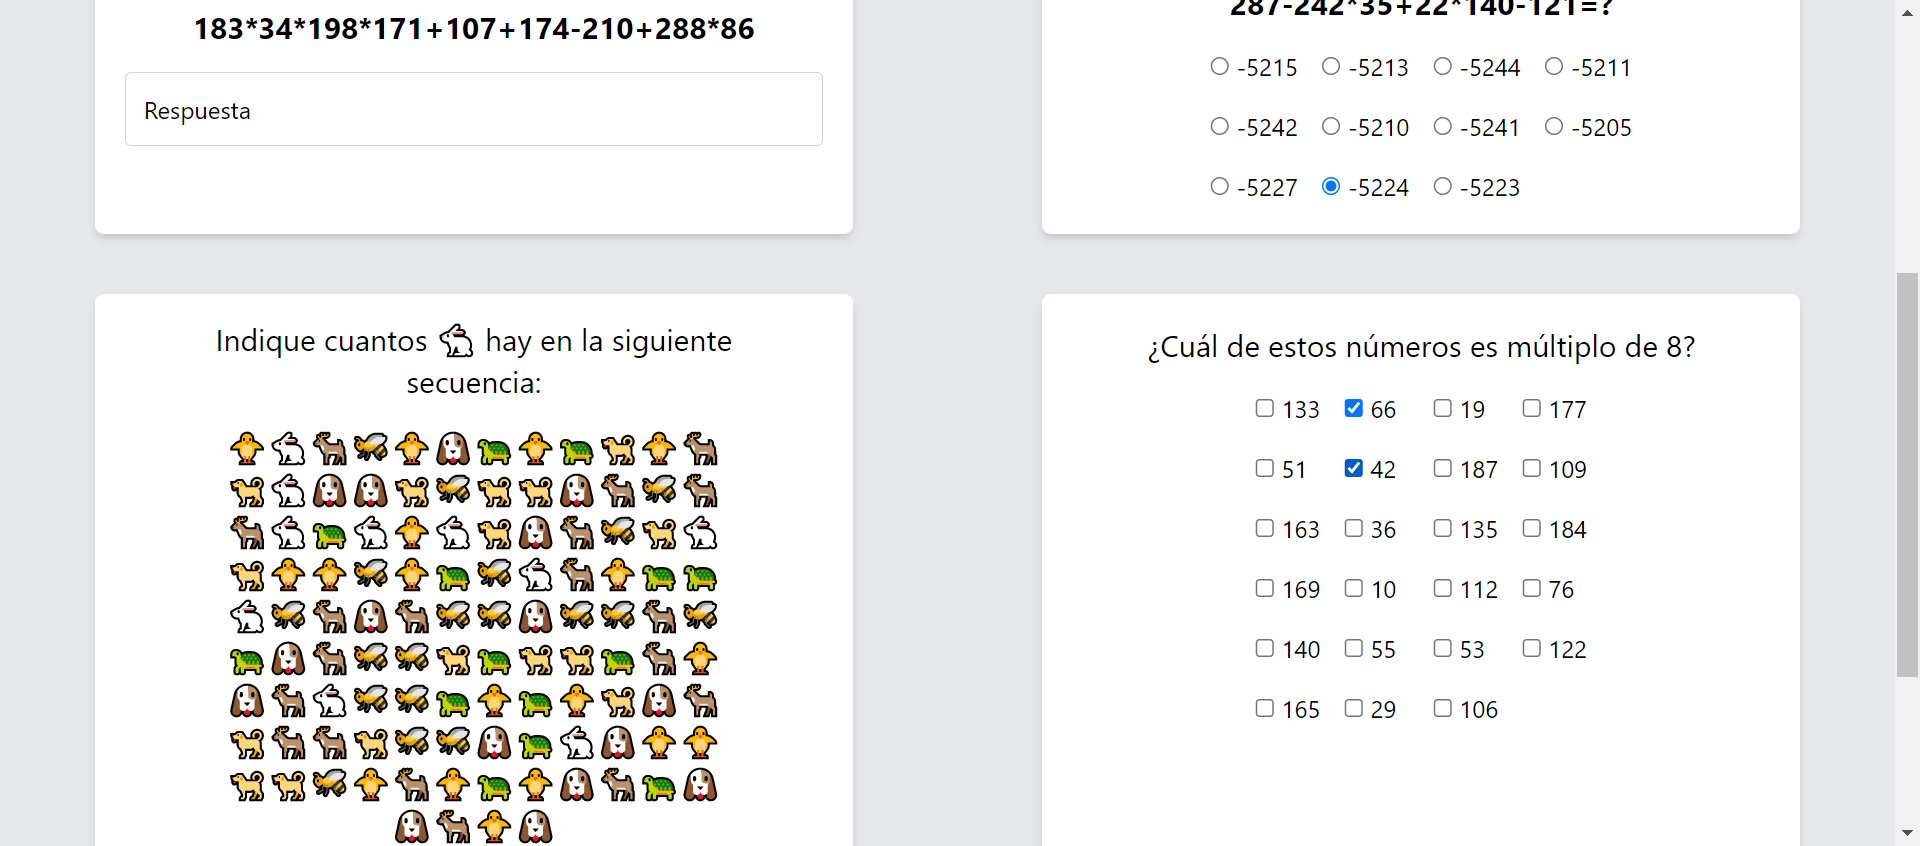 183*34*198*171+107+174-210+288*86
Respuesta
287-242*35+22*140-121=?
-5215 -5213 -5244 -5211
-5242 -5210 -5241 -5205
-5227 -5224 -5223
Indique cuantos 🐇 hay en la siguiente
secuencia:
¿Cuál de estos números es múltiplo de 8?
133 66 19 177
51 42 187 109
163 36 135 184
169 10 112 76
140 55 53 122
165 29 106